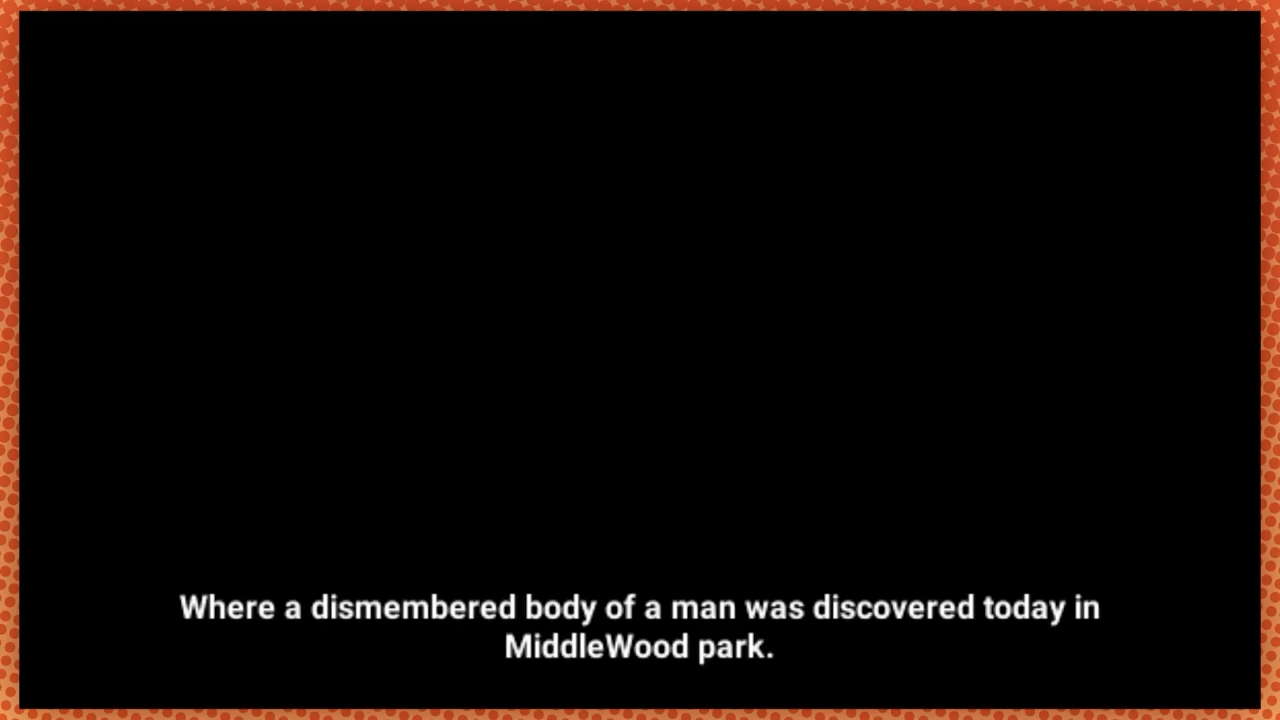 Where a dismembered body of a man was discovered today in
MiddleWood park.